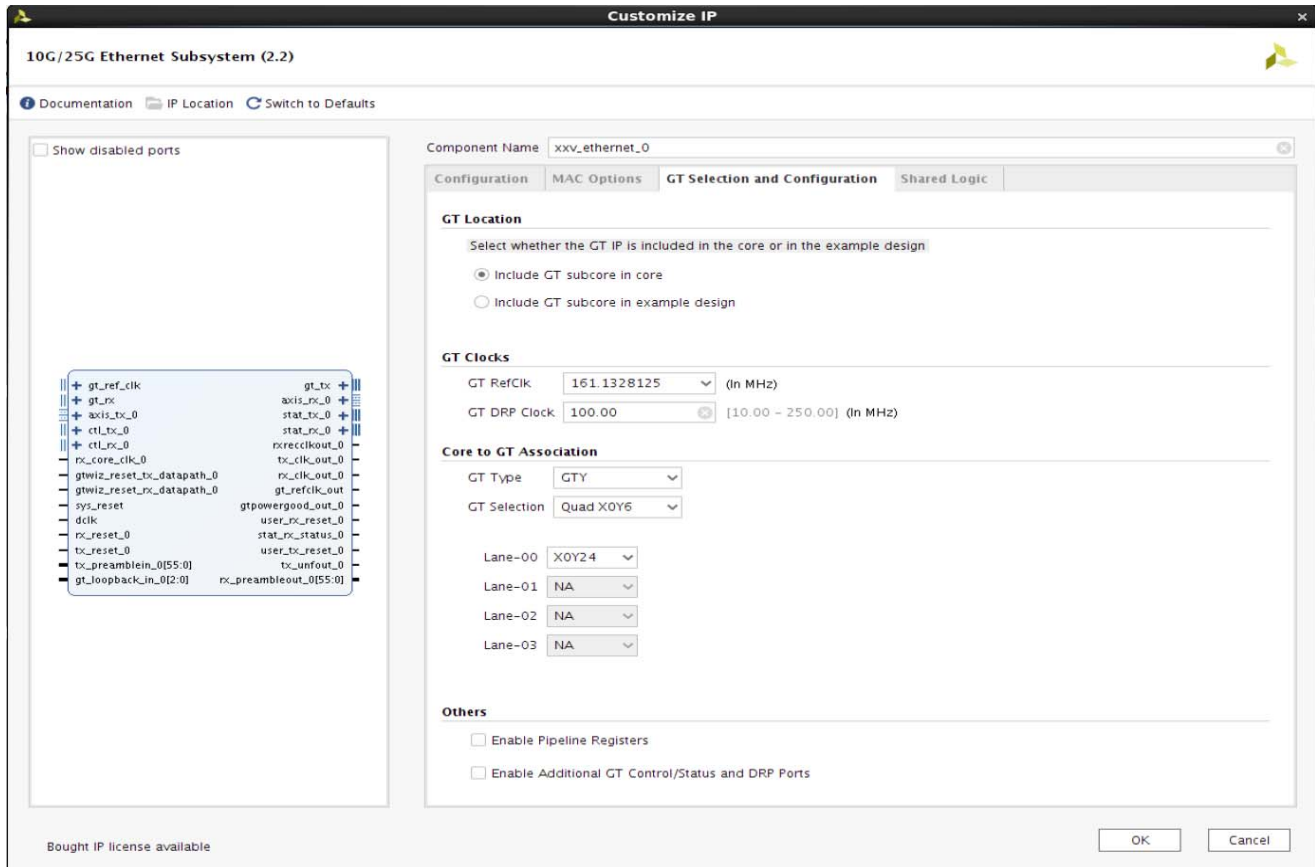 Customize IP
10G/25G Ethernet Subsystem (2.2)
Documentation IP Location Switch to Defaults
Show disabled ports
gt_ref_clk
gt_rx
axis_tx_0
ctl_tx_0
ctl_rx_0
rx_core_clk_0
gtwiz_reset_tx_datapath_0
gtwiz_reset_rx_datapath_0
sys_reset
dclk
rx_reset_0
tx_reset_0
tx_preamblein_0[55:0]
gt_loopback_in_0[2:0]
gt_tx
axis_rx_0
stat_tx_0
stat_rx_0
rxrecclkout_0
tx_clk_out_0
rx_clk_out_0
gt_refclk_out
gtpowergood_out_0
user_rx_reset_0
stat_rx_status_0
user_tx_reset_0
tx_unfout_0
rx_preambleout_0[55:0]
Component Name xxv_ethernet_0
Configuration MAC Options GT Selection and Configuration Shared Logic
GT Location
Select whether the GT IP is included in the core or in the example design
Include GT subcore in core
Include GT subcore in example design
GT Clocks
GT RefClk 161.1328125 (In MHz)
GT DRP Clock 100.00 [10.00 - 250.00] (In MHz)
Core to GT Association
GT Type GTY
GT Selection Quad X0Y6
Lane-00 X0Y24
Lane-01 NA
Lane-02 NA
Lane-03 NA
Others
Enable Pipeline Registers
Enable Additional GT Control/Status and DRP Ports
Bought IP license available
OK Cancel